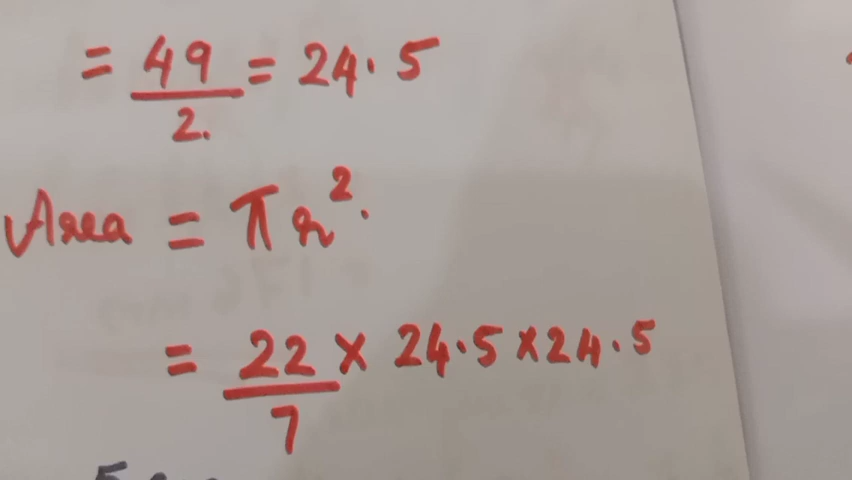 = 49/2. = 24.5
Area = πr².
= 22/7 × 24.5 × 24.5